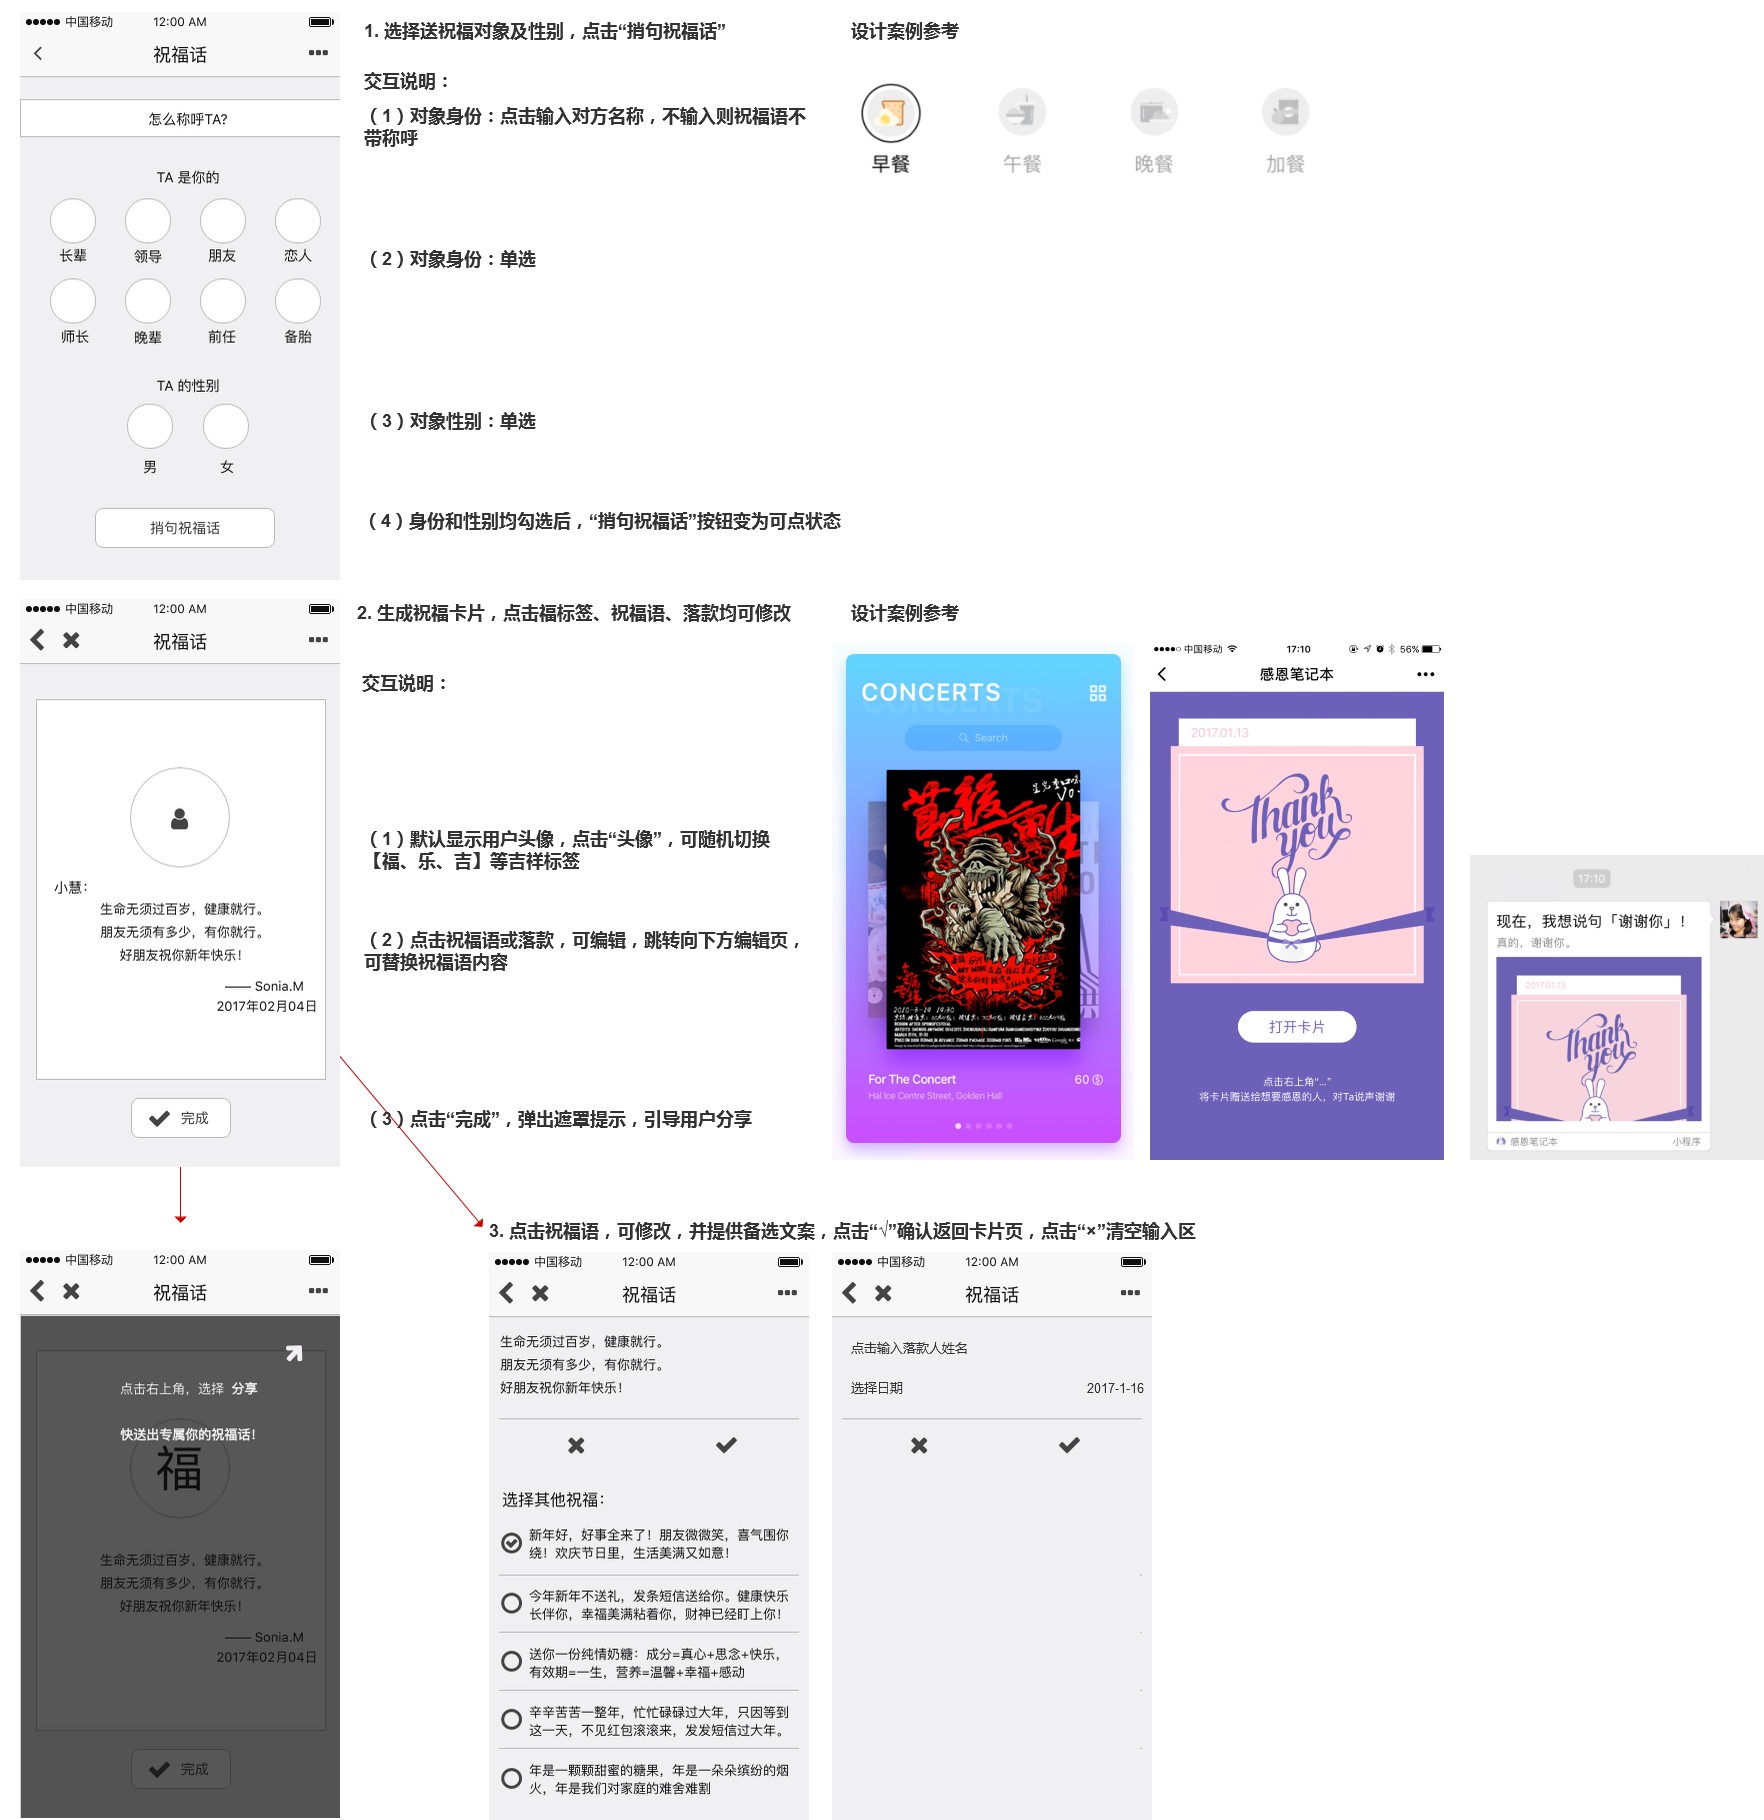 中国移动 12:00 AM
祝福话
怎么称呼TA?
TA 是你的
长辈 领导 朋友 恋人
师长 晚辈 前任 备胎
TA 的性别
男 女
捎句祝福话
1. 选择送祝福对象及性别，点击“捎句祝福话”
交互说明：
（1）对象身份：点击输入对方名称，不输入则祝福语不
带称呼
（2）对象身份：单选
（3）对象性别：单选
（4）身份和性别均勾选后，“捎句祝福话”按钮变为可点状态
设计案例参考
早餐 午餐 晚餐 加餐
中国移动 12:00 AM
祝福话
小慧：
生命无须过百岁，健康就行。
朋友无须有多少，有你就行。
好朋友祝你新年快乐！
—— Sonia.M
2017年02月04日
完成
2. 生成祝福卡片，点击福标签、祝福语、落款均可修改
交互说明：
（1）默认显示用户头像，点击“头像”，可随机切换
【福、乐、吉】等吉祥标签
（2）点击祝福语或落款，可编辑，跳转向下方编辑页，
可替换祝福语内容
（3）点击“完成”，弹出遮罩提示，引导用户分享
设计案例参考
CONCERTS
Search
2010-3-19 19:30
For The Concert 60
Hal Ice Centre Street, Golden Hall
中国移动 17:10 56%
感恩笔记本
2017.01.13
Thank
you
打开卡片
点击右上角“...”
将卡片赠送给想要感恩的人，对Ta说声谢谢
17:10
现在，我想说句「谢谢你」！
真的，谢谢你。
2017.01.13
Thank
you
感恩笔记本 小程序
中国移动 12:00 AM
祝福话
点击右上角，选择 分享
快送出专属你的祝福话！
福
生命无须过百岁，健康就行。
朋友无须有多少，有你就行。
好朋友祝你新年快乐！
—— Sonia.M
2017年02月04日
完成
3. 点击祝福语，可修改，并提供备选文案，点击“√”确认返回卡片页，点击“×”清空输入区
中国移动 12:00 AM
祝福话
生命无须过百岁，健康就行。
朋友无须有多少，有你就行。
好朋友祝你新年快乐！
选择其他祝福：
新年好，好事全来了！朋友微微笑，喜气围你
绕！欢庆节日里，生活美满又如意！
今年新年不送礼，发条短信送给你。健康快乐
长伴你，幸福美满粘着你，财神已经盯上你！
送你一份纯情奶糖：成分=真心+思念+快乐，
有效期=一生，营养=温馨+幸福+感动
辛辛苦苦一整年，忙忙碌碌过大年，只因等到
这一天，不见红包滚滚来，发发短信过大年。
年是一颗颗甜蜜的糖果，年是一朵朵缤纷的烟
火，年是我们对家庭的难舍难割
中国移动 12:00 AM
祝福话
点击输入落款人姓名
选择日期 2017-1-16